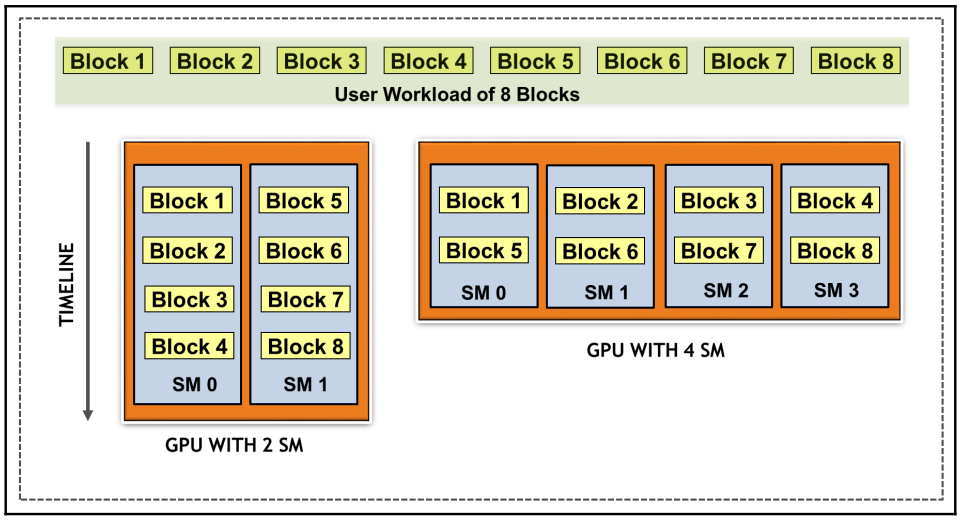 Block 1 Block 2 Block 3 Block 4 Block 5 Block 6 Block 7 Block 8
User Workload of 8 Blocks
TIMELINE
Block 1 Block 5
Block 2 Block 6
Block 3 Block 7
Block 4 Block 8
SM 0 SM 1
GPU WITH 2 SM
Block 1 Block 2 Block 3 Block 4
Block 5 Block 6 Block 7 Block 8
SM 0 SM 1 SM 2 SM 3
GPU WITH 4 SM